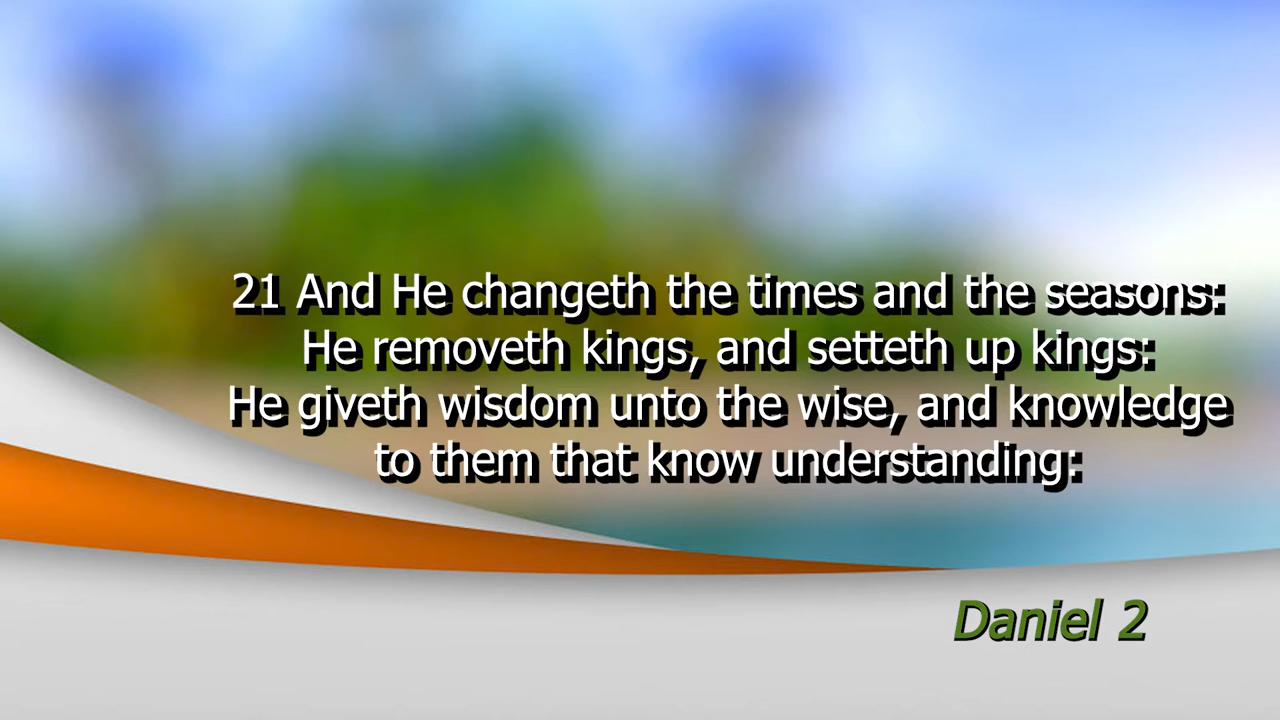 21 And He changeth the times and the seasons:
He removeth kings, and setteth up kings:
He giveth wisdom unto the wise, and knowledge
to them that know understanding:
Daniel 2